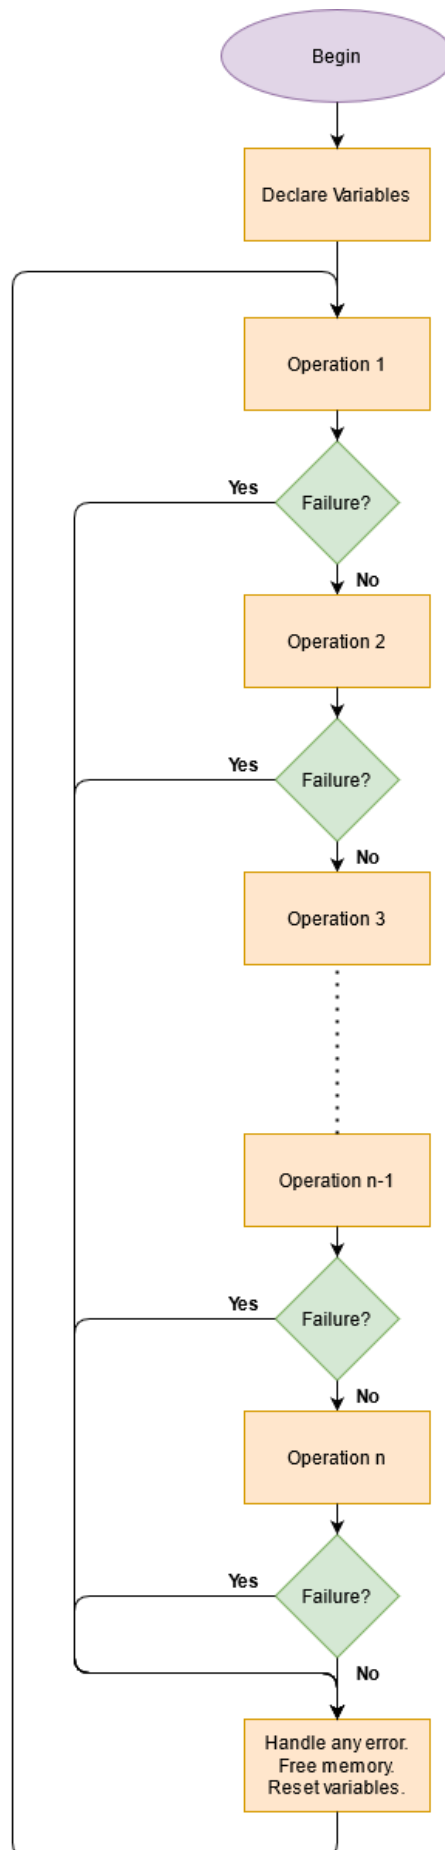 Begin
Declare Variables
Operation 1
Yes
Failure?
No
Operation 2
Yes
Failure?
No
Operation 3
Operation n-1
Yes
Failure?
No
Operation n
Yes
Failure?
No
Handle any error.
Free memory.
Reset variables.